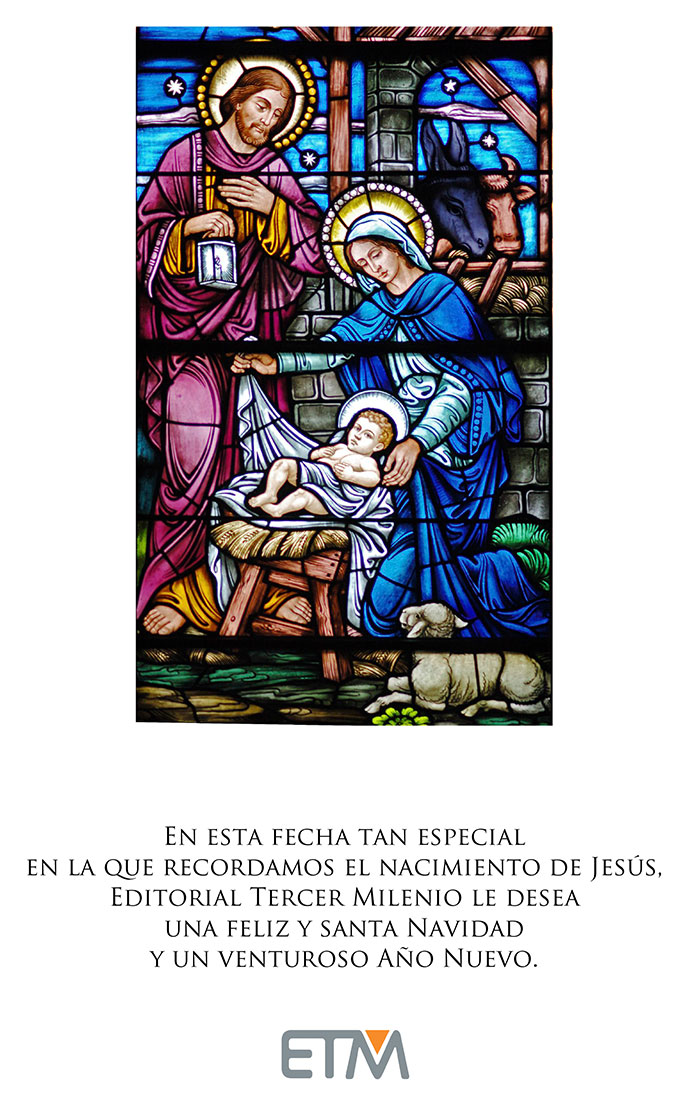 En esta fecha tan especial
en la que recordamos el nacimiento de Jesús,
Editorial Tercer Milenio le desea
una feliz y santa Navidad
y un venturoso Año Nuevo.
ETM